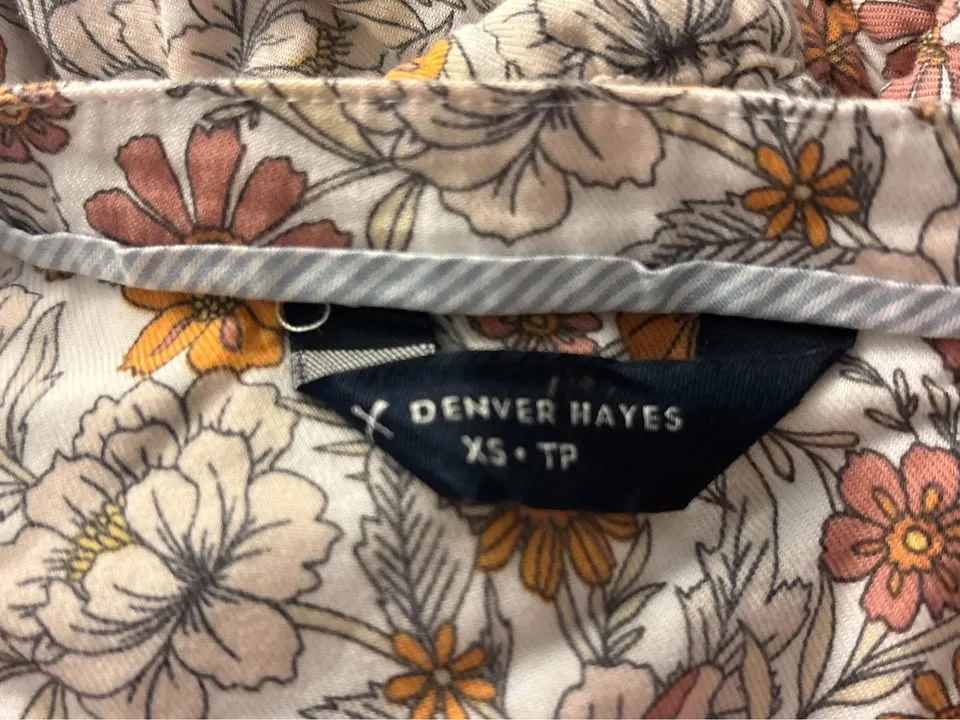 DENVER HAYES
XS • TP